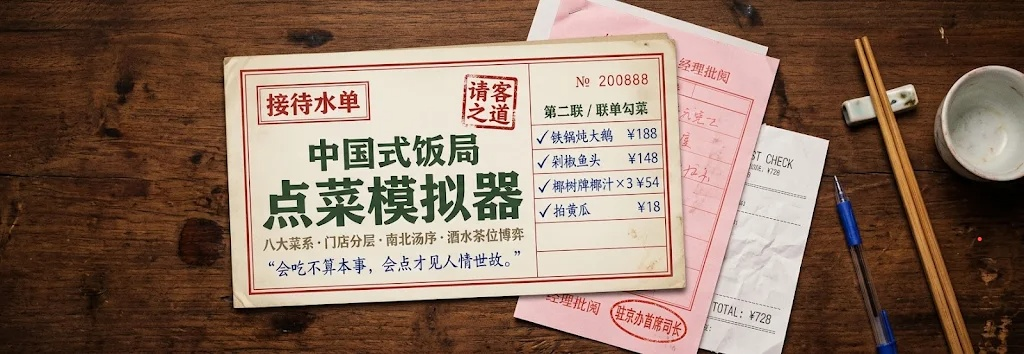 接待水单
请客之道
中国式饭局
点菜模拟器
八大菜系·门店分层·南北汤序·酒水茶位博弈
“会吃不算本事，会点才见人情世故。”
№ 200888
第二联 / 联单勾菜
✓铁锅炖大鹅 ¥188
✓剁椒鱼头 ¥148
✓椰树牌椰汁×3 ¥54
✓拍黄瓜 ¥18
经理批阅
经理批阅
驻京办首席司长
ST CHECK
¥728
TOTAL: ¥728